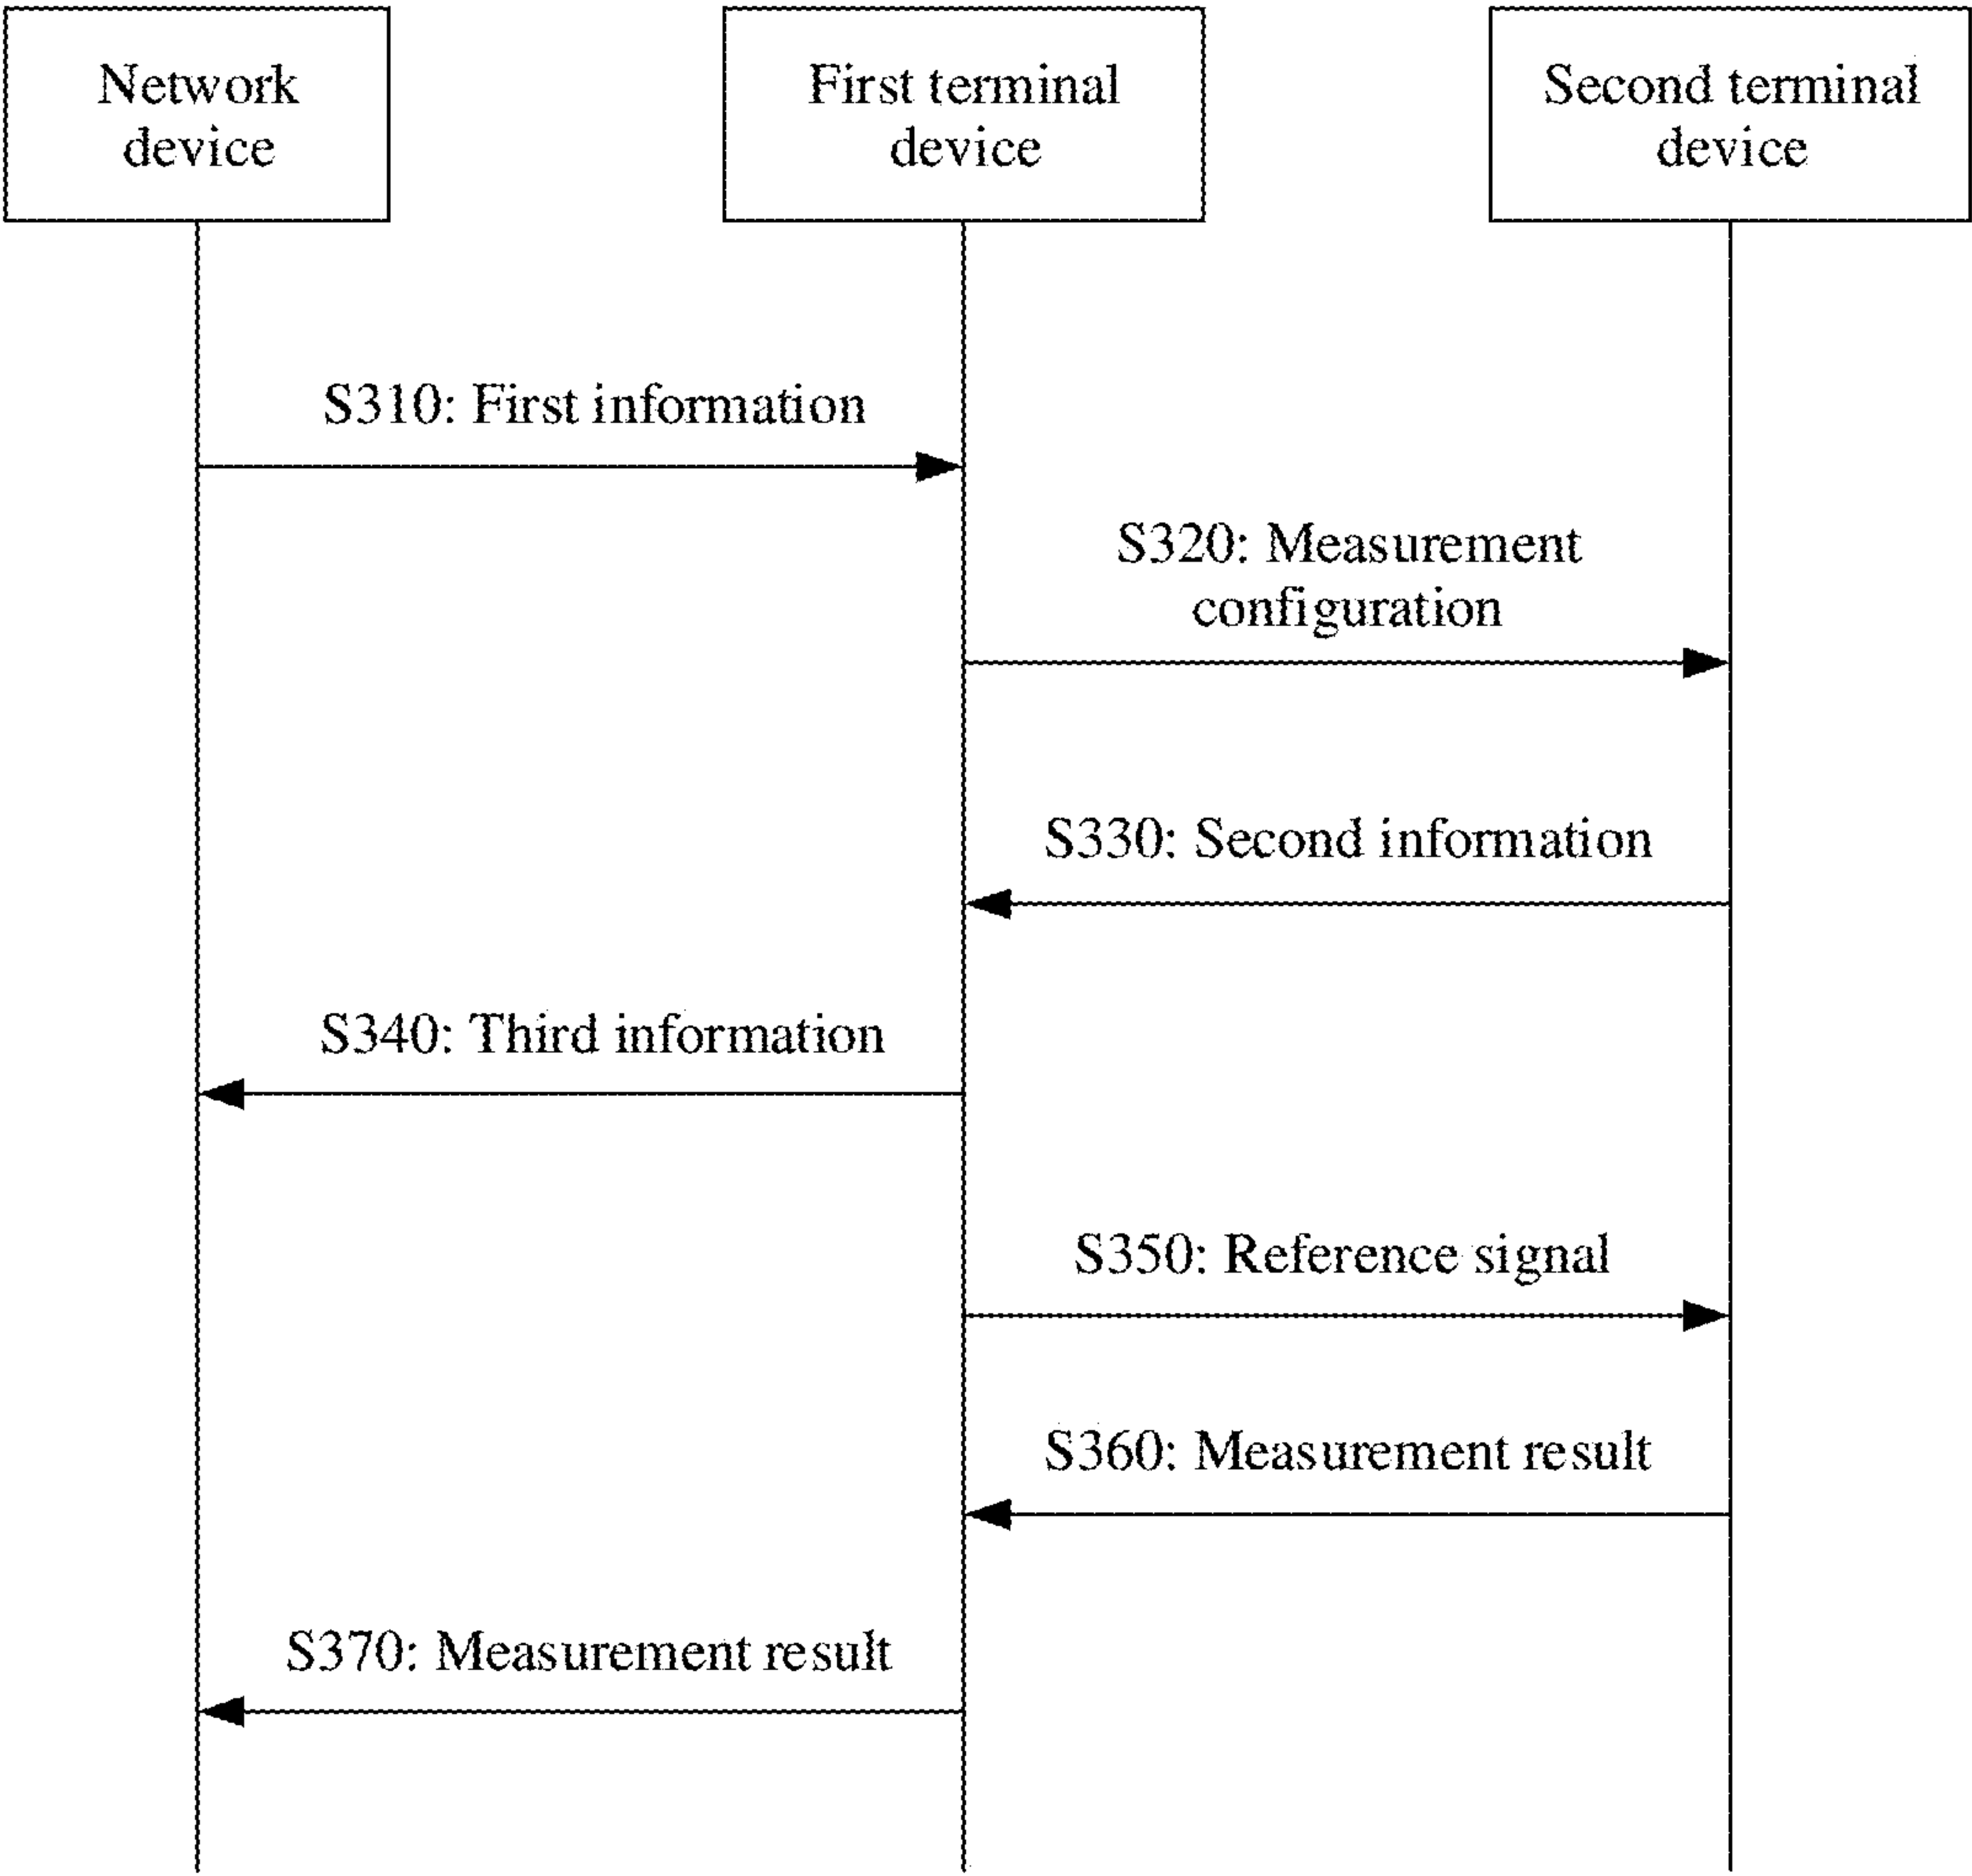 Network
device
First terminal
device
Second terminal
device
S310: First information
S320: Measurement
configuration
S330: Second information
S340: Third information
S350: Reference signal
S360: Measurement result
S370: Measurement result